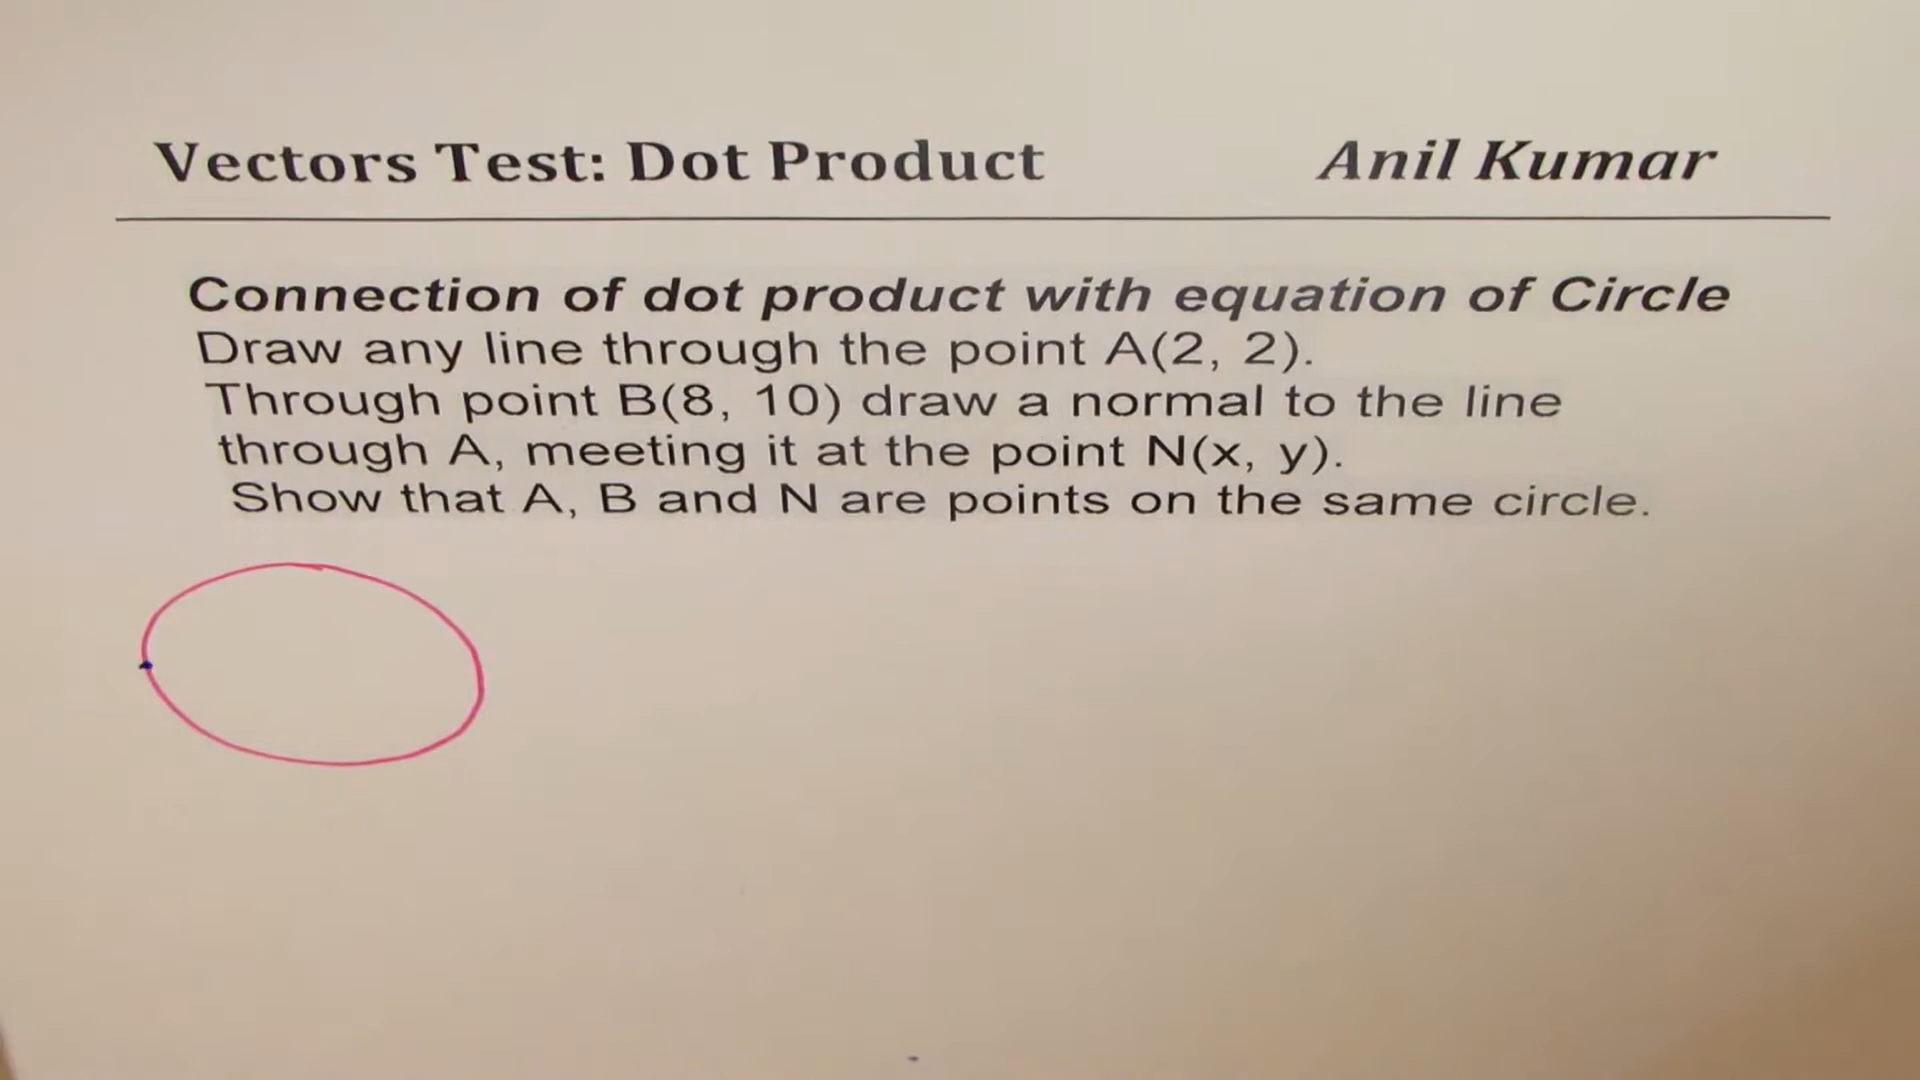 Vectors Test: Dot Product Anil Kumar
Connection of dot product with equation of Circle
Draw any line through the point A(2, 2).
Through point B(8, 10) draw a normal to the line
through A, meeting it at the point N(x, y).
Show that A, B and N are points on the same circle.